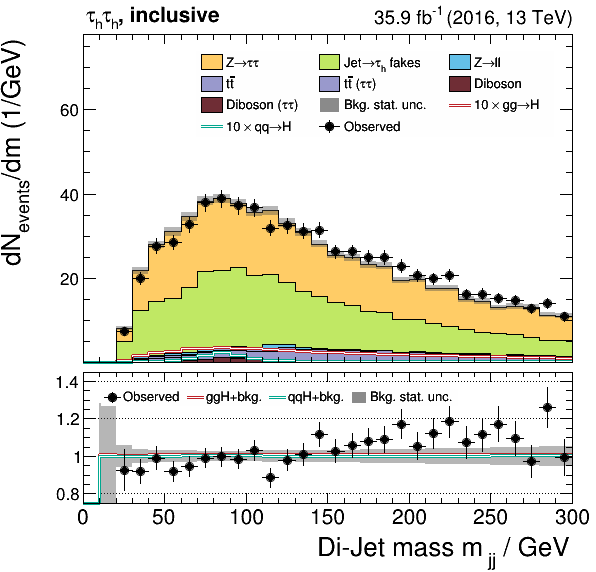 τₕτₕ, inclusive 35.9 fb⁻¹ (2016, 13 TeV)
dN_events/dm (1/GeV)
Z→ττ Jet→τₕ fakes Z→ll
tt̄ tt̄ (ττ) Diboson
Diboson (ττ) Bkg. stat. unc. 10 × gg→H
10 × qq→H Observed
60
40
20
1.4
Observed ggH+bkg. qqH+bkg. Bkg. stat. unc.
1.2
1
0.8
0 50 100 150 200 250 300
Di-Jet mass m_jj / GeV